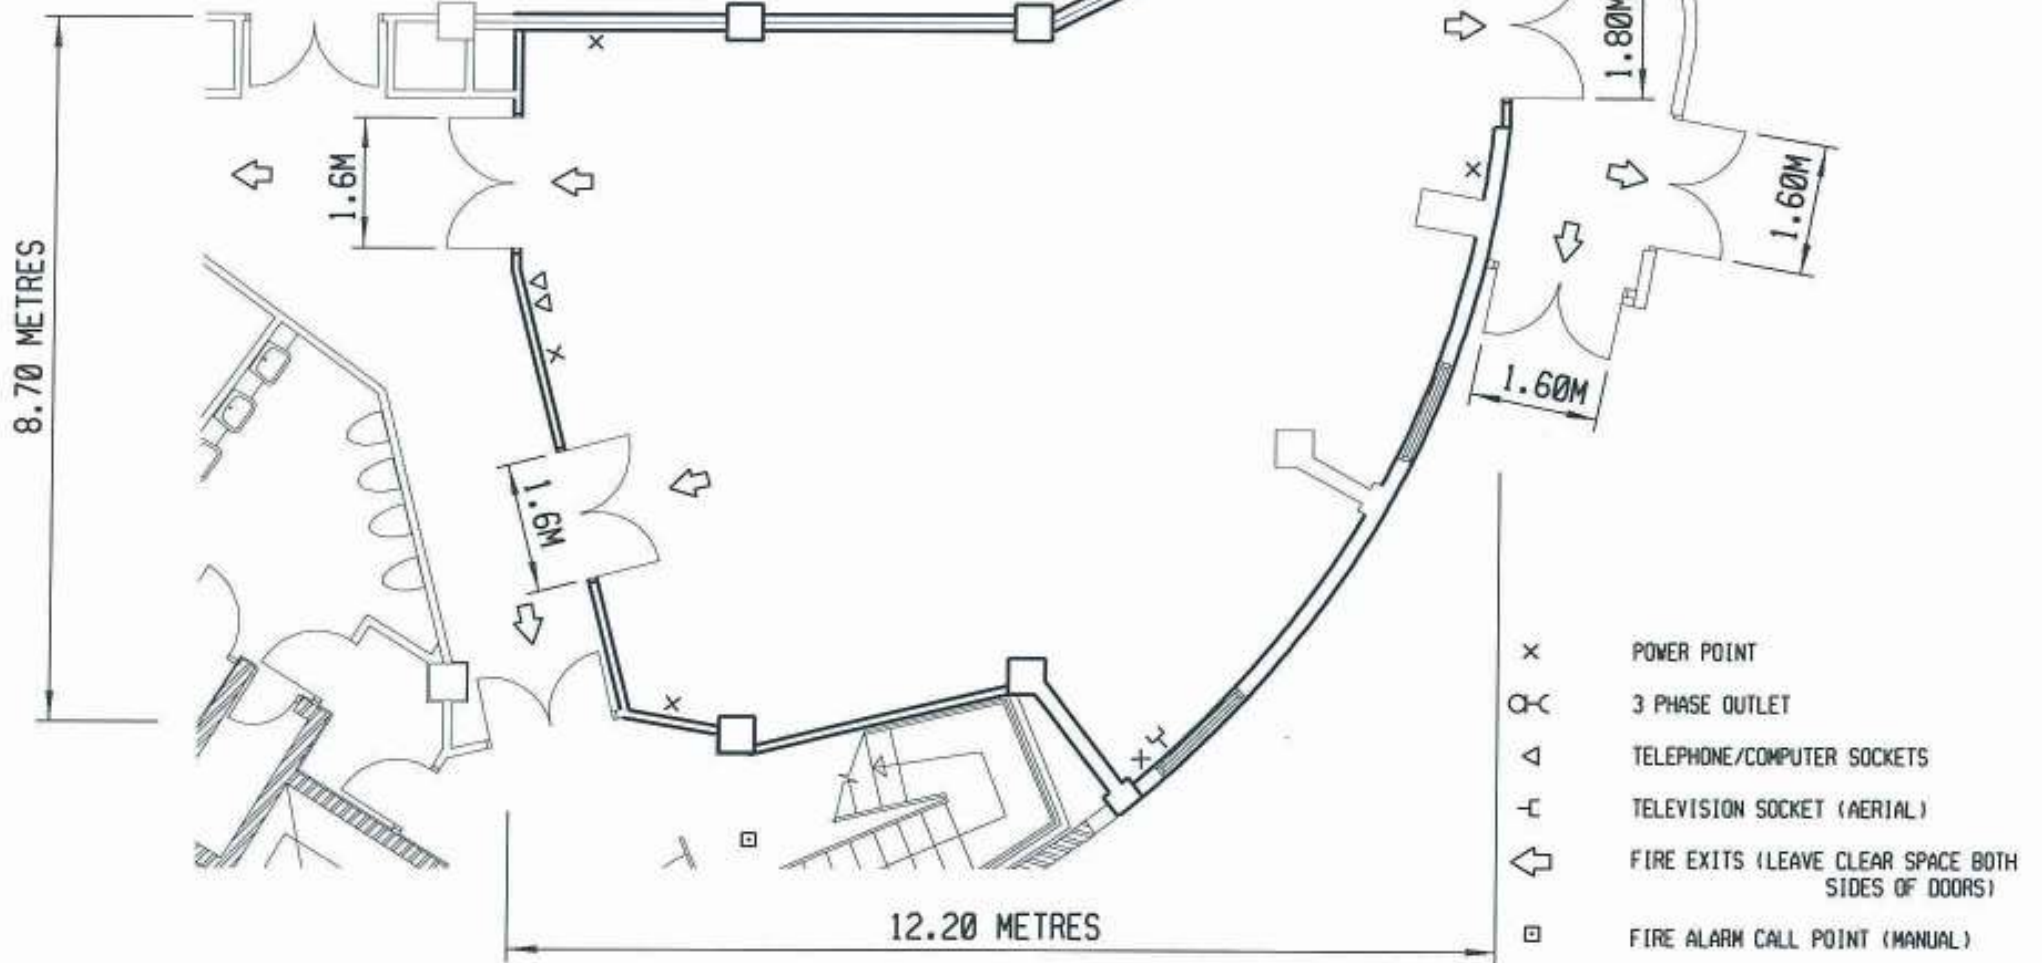 1.80M
1.6M
1.60M
8.70 METRES
1.60M
1.6M
POWER POINT
3 PHASE OUTLET
TELEPHONE/COMPUTER SOCKETS
TELEVISION SOCKET (AERIAL)
FIRE EXITS (LEAVE CLEAR SPACE BOTH
SIDES OF DOORS)
12.20 METRES
FIRE ALARM CALL POINT (MANUAL)